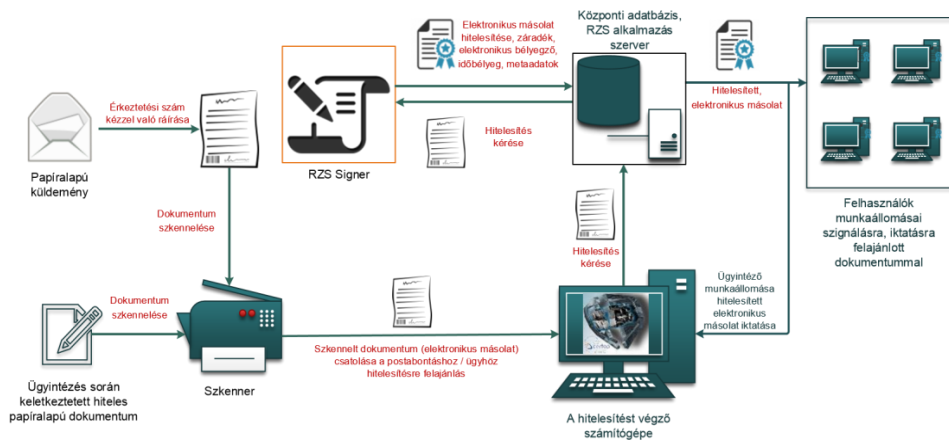 Elektronikus másolat
hitelesítése, záradék,
elektronikus bélyegző,
időbélyeg, metaadatok
Központi adatbázis,
RZS alkalmazás
szerver
Érkeztetési szám
kézzel való ráírása
Hitelesített,
elektronikus másolat
Hitelesítés
kérése
Papíralapú
küldemény
RZS Signer
Felhasználók
munkaállomásai
szignálásra, iktatásra
felajánlott
dokumentummal
Dokumentum
szkennelése
Hitelesítés
kérése
Ügyintéző
munkaállomása
hitelesített
elektronikus
másolat iktatása
Dokumentum
szkennelése
Szkennelt dokumentum (elektronikus másolat)
csatolása a postabontáshoz / ügyhöz
hitelesítésre felajánlás
Szkenner
Ügyintézés során
keletkeztetett hiteles
papíralapú dokumentum
A hitelesítést végző
számítógépe